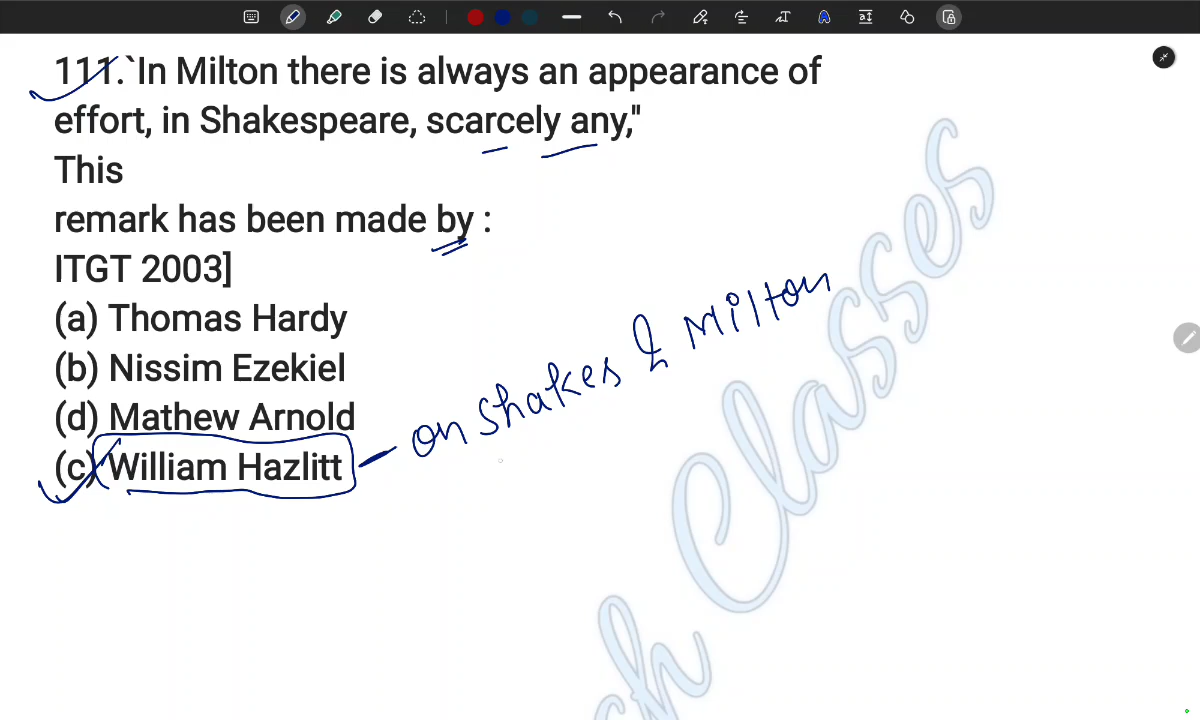 111.`In Milton there is always an appearance of
effort, in Shakespeare, scarcely any,"
This
remark has been made by :
ITGT 2003]
(a) Thomas Hardy
(b) Nissim Ezekiel
(d) Mathew Arnold
(c) William Hazlitt
on Shakes & Milton
Classes